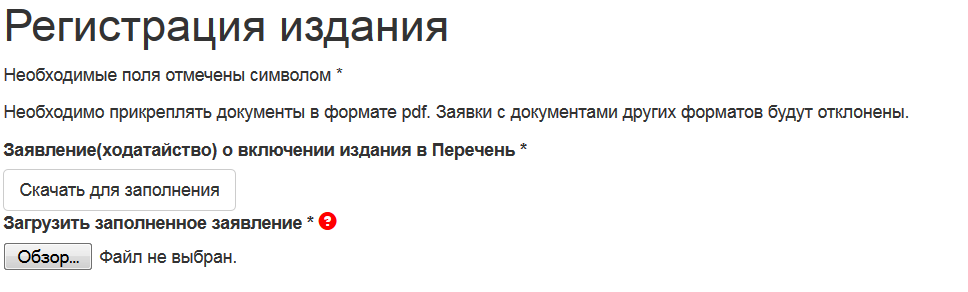 Регистрация издания
Необходимые поля отмечены символом *
Необходимо прикреплять документы в формате pdf. Заявки с документами других форматов будут отклонены.
Заявление(ходатайство) о включении издания в Перечень *
Скачать для заполнения
Загрузить заполненное заявление * ?
Обзор... Файл не выбран.